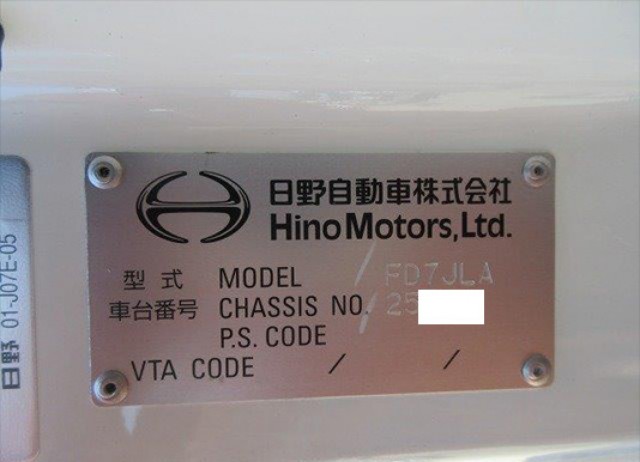 日野自動車株式会社
Hino Motors, Ltd.
型式 MODEL / FD7JLA
車台番号 CHASSIS NO. / 25
P.S. CODE
VTA CODE / /
日野 01-J07E-05